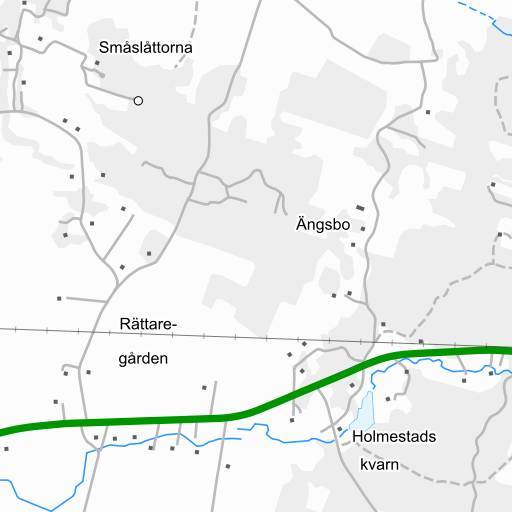 Småslåttorna
Ängsbo
Rättare-
gården
Holmestads
kvarn